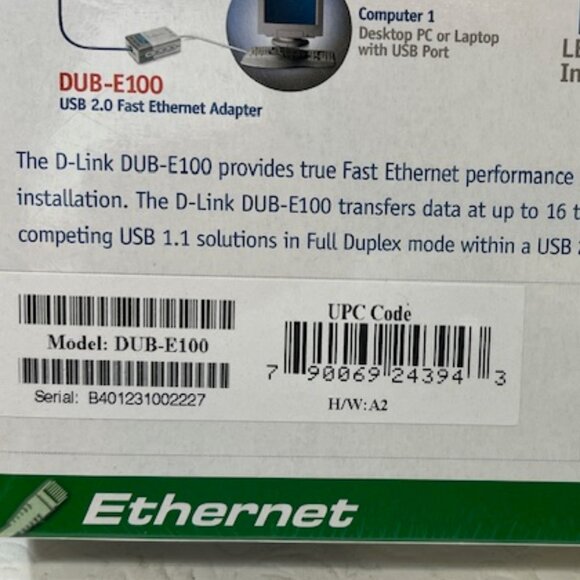 Computer 1
Desktop PC or Laptop
with USB Port
DUB-E100
USB 2.0 Fast Ethernet Adapter
The D-Link DUB-E100 provides true Fast Ethernet performance
installation. The D-Link DUB-E100 transfers data at up to 16 t
competing USB 1.1 solutions in Full Duplex mode within a USB
UPC Code
Model: DUB-E100
7 90069 24394 3
Serial: B401231002227
H/W:A2
Ethernet